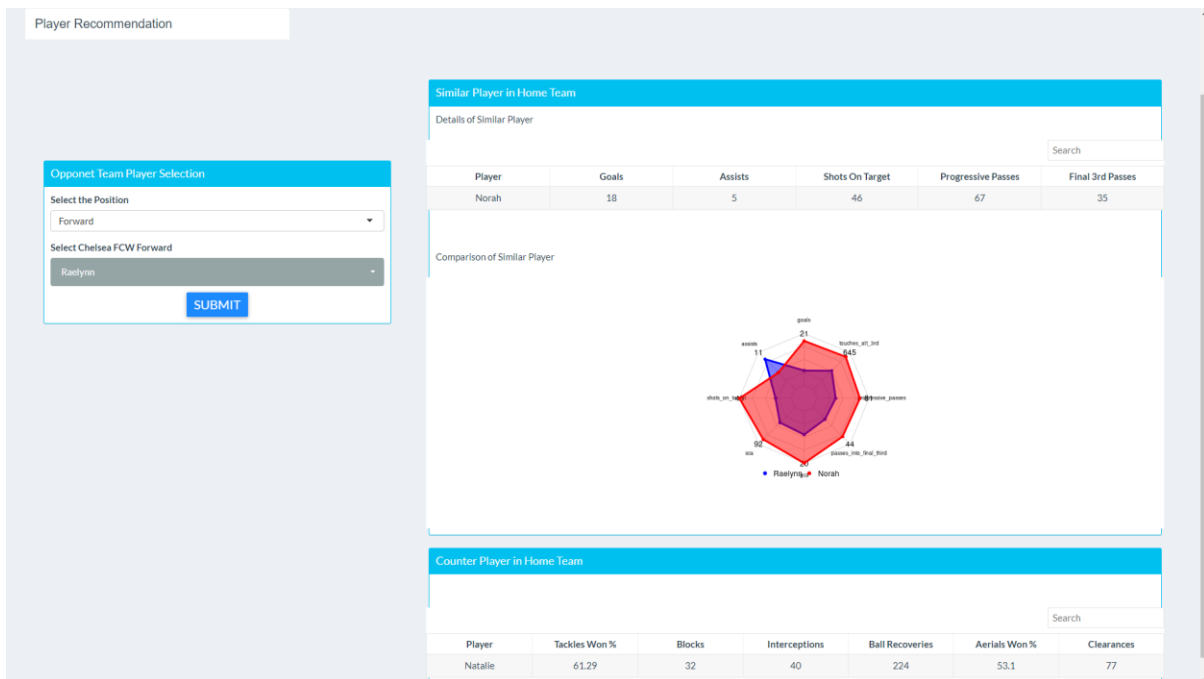 Player Recommendation
Opponet Team Player Selection
Select the Position
Forward
Select Chelsea FCW Forward
Raelynn
SUBMIT
Similar Player in Home Team
Details of Similar Player
Search
Player Goals Assists Shots On Target Progressive Passes Final 3rd Passes
Norah 18 5 46 67 35
Comparison of Similar Player
goals
21
assists
11
touches_att_3rd
645
81
44
passes_into_final_third
92
sca
20
Raelynn Norah
Counter Player in Home Team
Search
Player Tackles Won % Blocks Interceptions Ball Recoveries Aerials Won % Clearances
Natalie 61.29 32 40 224 53.1 77